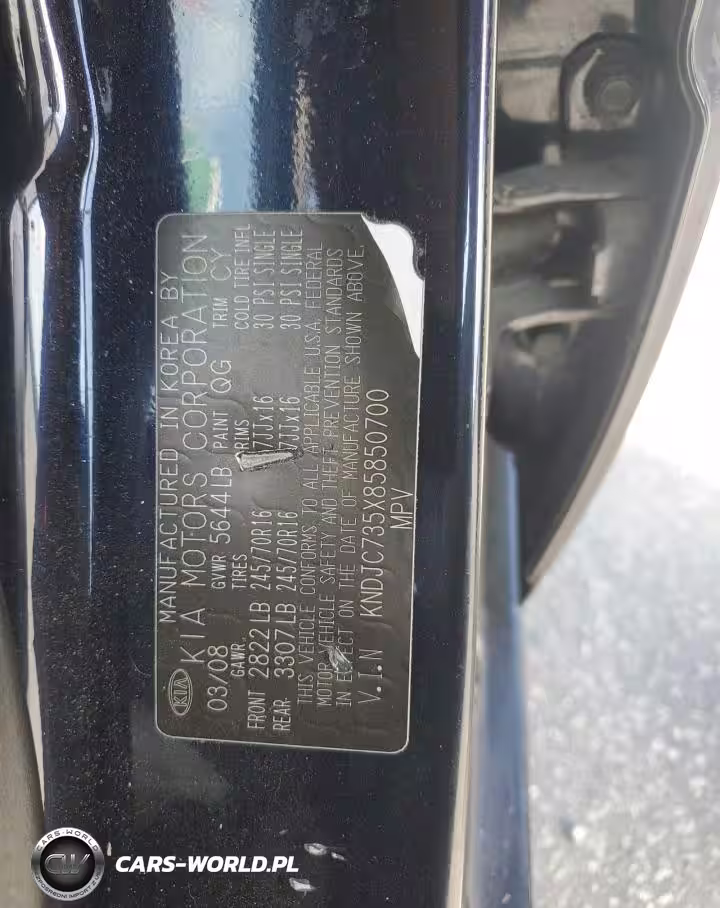 KIA
MANUFACTURED IN KOREA BY
KIA MOTORS CORPORATION
03/08 GVWR 5644LB PAINT QG TRIM CY
GAWR TIRES RIMS COLD TIRE INFL
FRONT 2822LB 245/70R16 7JJx16 30 PSI SINGLE
REAR 3307LB 245/70R16 7JJx16 30 PSI SINGLE
THIS VEHICLE CONFORMS TO ALL APPLICABLE U.S.A. FEDERAL
MOTOR VEHICLE SAFETY AND THEFT PREVENTION STANDARDS
IN EFFECT ON THE DATE OF MANUFACTURE SHOWN ABOVE.
V.I.N KNDJC735X85850700
MPV
CARS-WORLD
CW
CARS-WORLD.PL